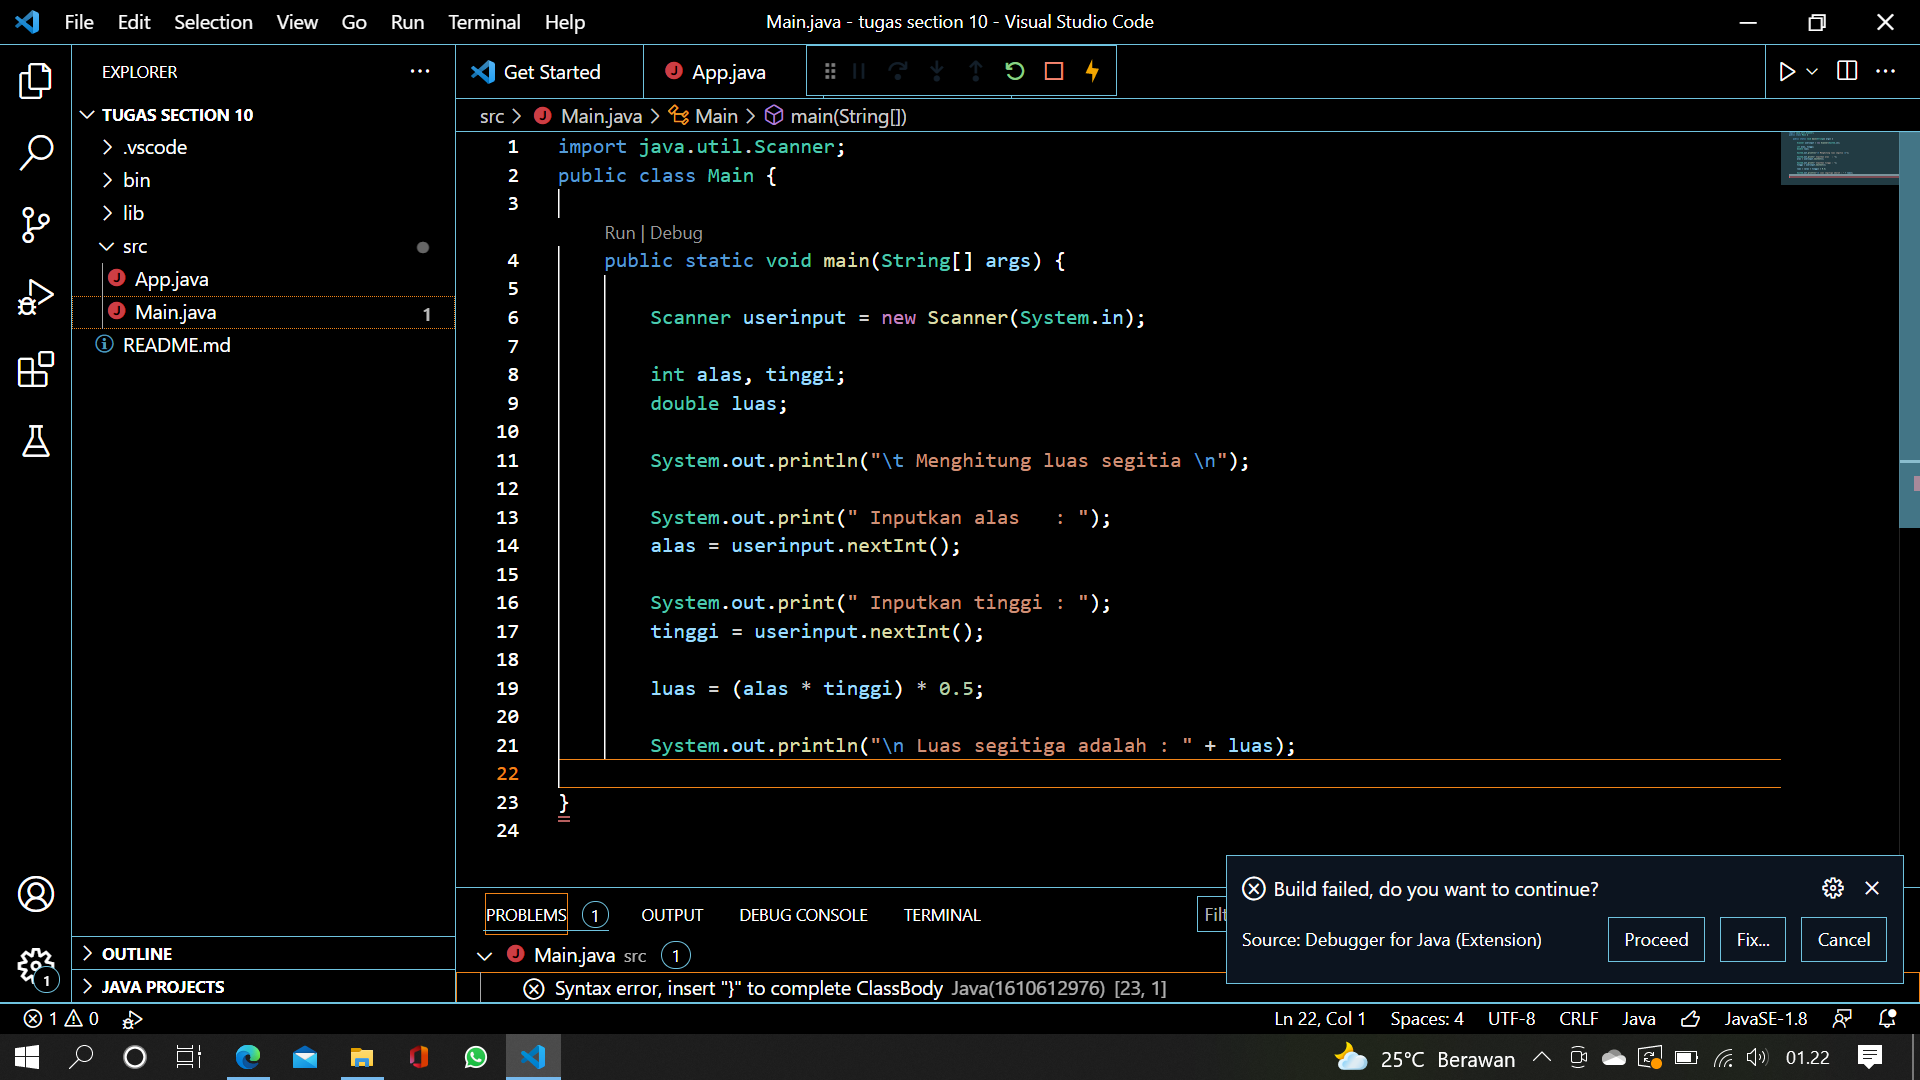 File Edit Selection View Go Run Terminal Help Main.java - tugas section 10 - Visual Studio Code
EXPLORER
TUGAS SECTION 10
.vscode
bin
lib
src
App.java
Main.java 1
README.md
OUTLINE
JAVA PROJECTS
1
Get Started App.java
src > Main.java > Main > main(String[])
1 import java.util.Scanner;
2 public class Main {
3
Run | Debug
4 public static void main(String[] args) {
5
6 Scanner userinput = new Scanner(System.in);
7
8 int alas, tinggi;
9 double luas;
10
11 System.out.println("\t Menghitung luas segitia \n");
12
13 System.out.print(" Inputkan alas   : ");
14 alas = userinput.nextInt();
15
16 System.out.print(" Inputkan tinggi : ");
17 tinggi = userinput.nextInt();
18
19 luas = (alas * tinggi) * 0.5;
20
21 System.out.println("\n Luas segitiga adalah : " + luas);
22
23 }
24
PROBLEMS 1 OUTPUT DEBUG CONSOLE TERMINAL Filt
Main.java src 1
Syntax error, insert "}" to complete ClassBody Java(1610612976) [23, 1]
Build failed, do you want to continue?
Source: Debugger for Java (Extension) Proceed Fix... Cancel
1 0 Ln 22, Col 1 Spaces: 4 UTF-8 CRLF Java JavaSE-1.8
25°C Berawan 01.22